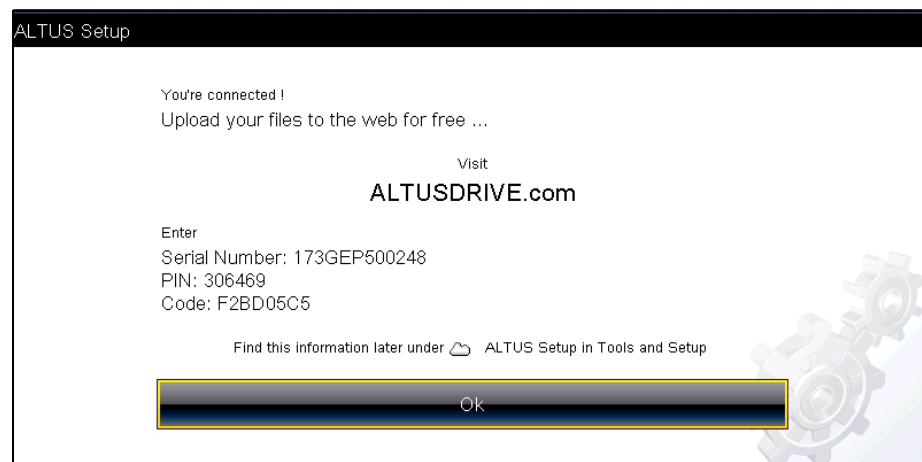 ALTUS Setup
You're connected !
Upload your files to the web for free ...
Visit
ALTUSDRIVE.com
Enter
Serial Number: 173GEP500248
PIN: 306469
Code: F2BD05C5
Find this information later under ALTUS Setup in Tools and Setup
Ok